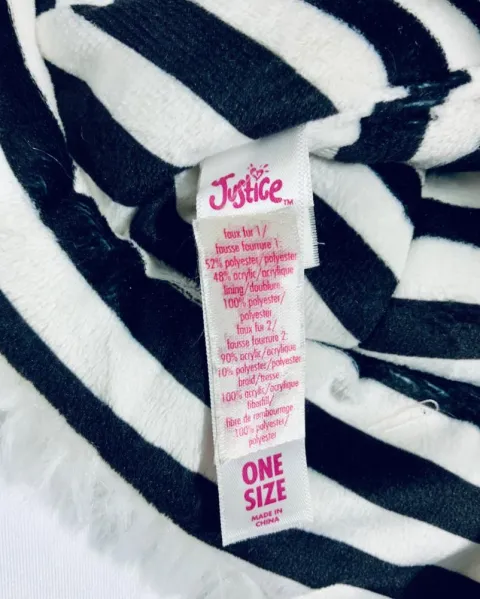 Justice™
faux fur 1/
fausse fourrure 1:
52% polyester/polyester
48% acrylic/acrylique
lining/doublure:
100% polyester/
polyester
faux fur 2/
fausse fourrure 2:
90% acrylic/acrylique
10% polyester/polyester
braid/tresse
100% acrylic/acrylique
fiberfill/
fibre de rembourrage
100% polyester/
polyester
ONE
SIZE
MADE IN
CHINA